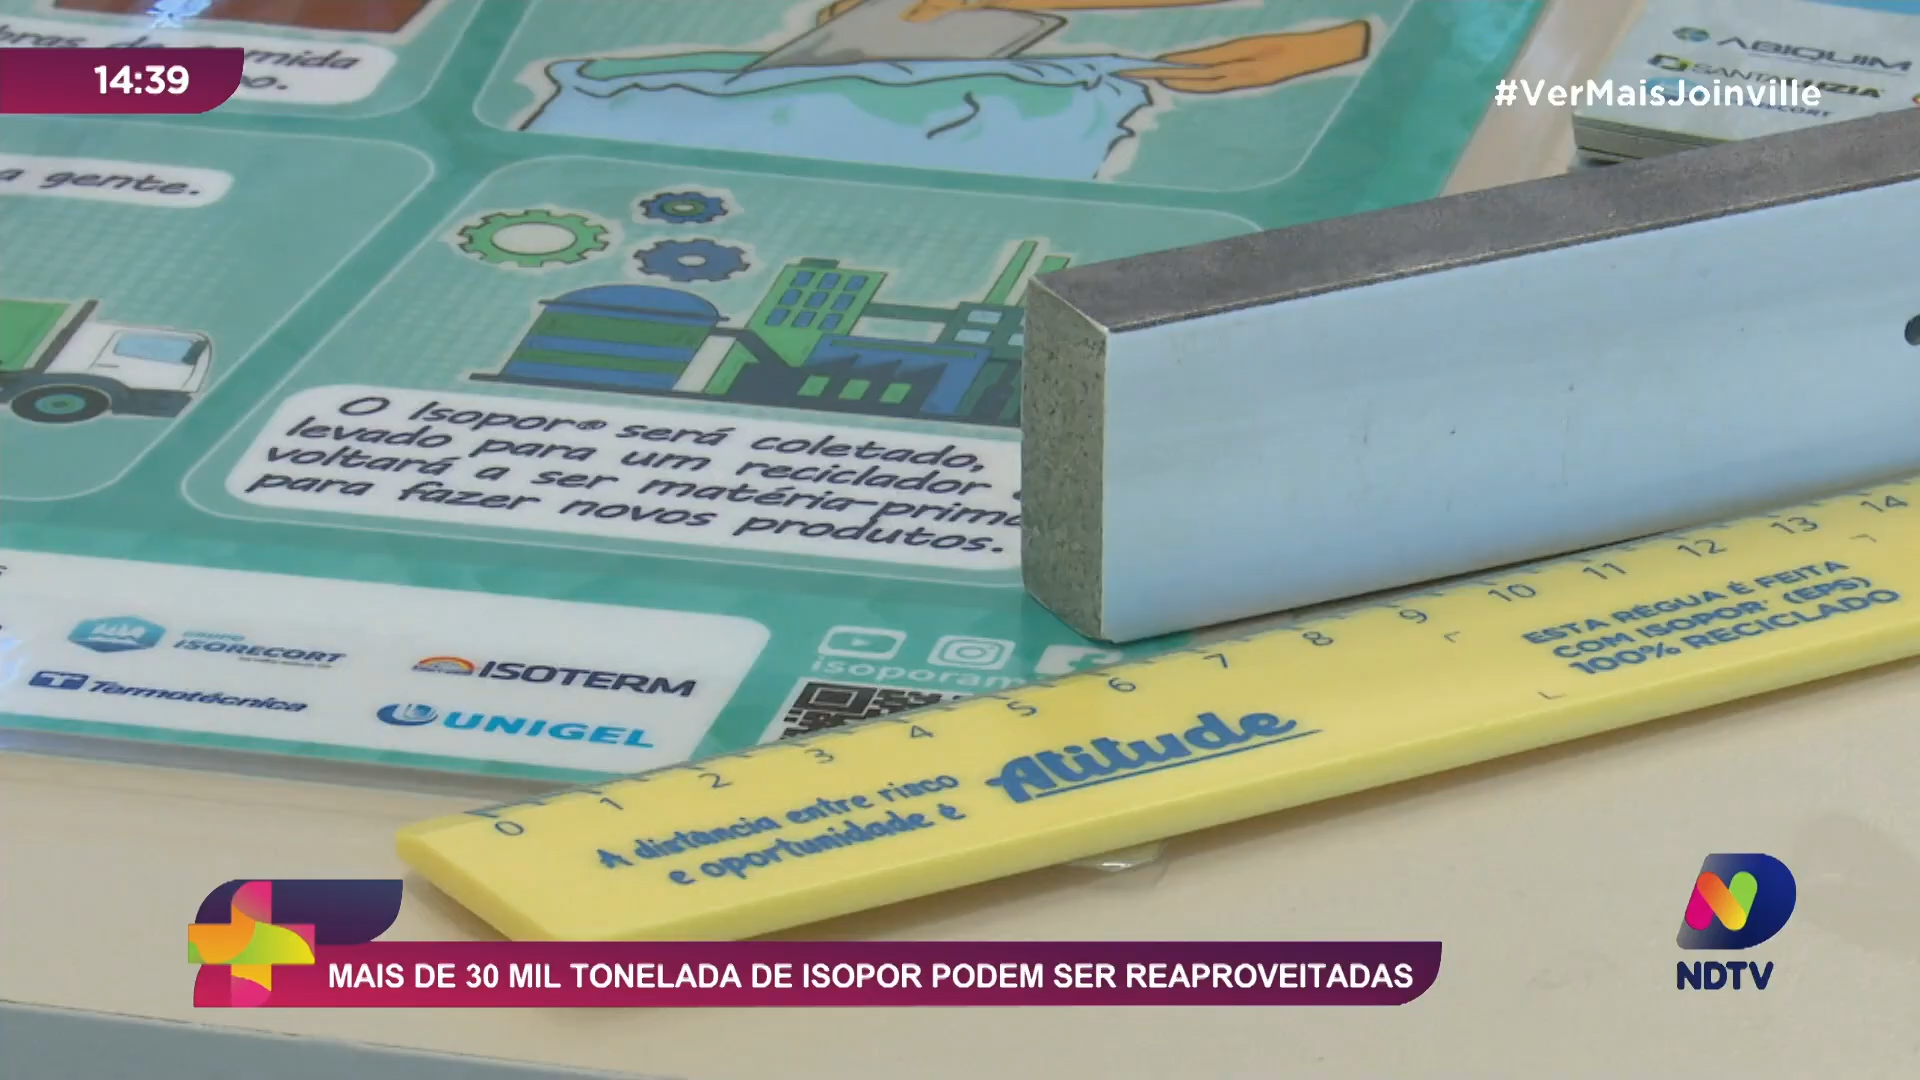 14:39
#VerMaisJoinville
ABIQUIM
gente.
O Isopor® será coletado,
levado para um reciclador
voltará a ser matéria-prima
para fazer novos produtos.
GRUPO
ISORECORT
ISOTERM
Termotécnica
UNIGEL
isoporam
0 1 2 3 4 5 6 7 8 9 10 11 12 13 14
A distância entre risco
e oportunidade é
Atitude
ESTA RÉGUA É FEITA
COM ISOPOR® (EPS)
100% RECICLADO
MAIS DE 30 MIL TONELADA DE ISOPOR PODEM SER REAPROVEITADAS
NDTV